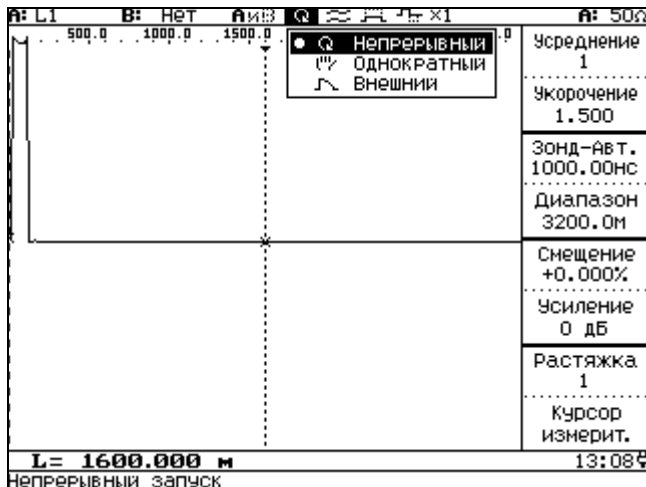 A: L1 B: Нет АиВ ×1 A: 50Ω
500.0 1000.0 1500.0 .0
Непрерывный
Однократный
Внешний
Усреднение
1
Укорочение
1.500
Зонд-Авт.
1000.00нс
Диапазон
3200.0м
Смещение
+0.000%
Усиление
0 дБ
Растяжка
1
Курсор
измерит.
L= 1600.000 м 13:08
Непрерывный запуск